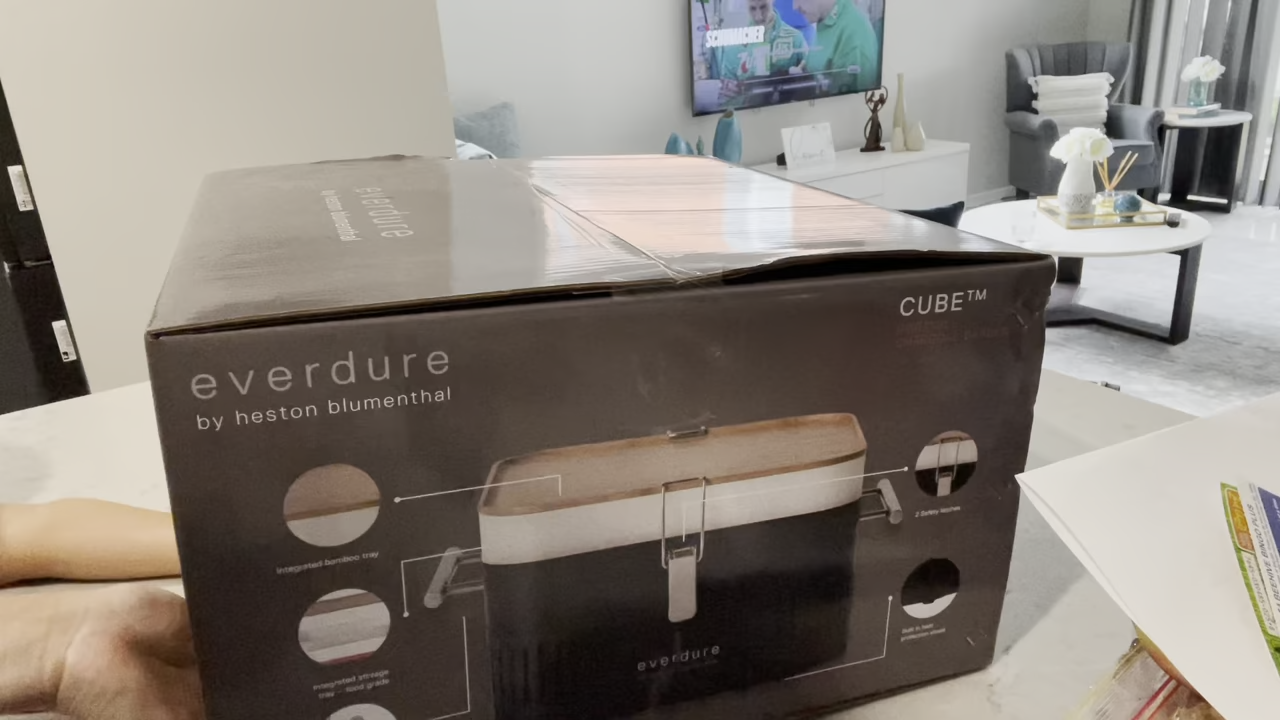 SCHUMACHER
everdure
by heston blumenthal
CUBE™
everdure
by heston blumenthal
Integrated bamboo tray
2 Safety latches
Integrated storage
tray - food grade
Built in heat
protection shield
everdure